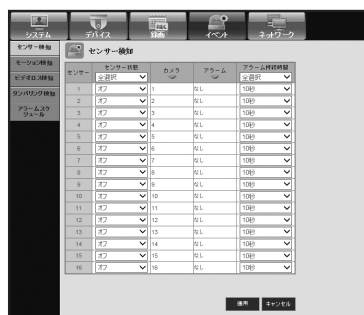 システム デバイス 録画 イベント ネットワーク
REC
センサー検知
モーション検知
ビデオロス検知
タンパリング検知
アラームスケジュール
センサー検知
センサー センサー状態 カメラ アラーム アラーム持続時間
全選択 全選択
1 オフ 1 なし 10秒
2 オフ 2 なし 10秒
3 オフ 3 なし 10秒
4 オフ 4 なし 10秒
5 オフ 5 なし 10秒
6 オフ 6 なし 10秒
7 オフ 7 なし 10秒
8 オフ 8 なし 10秒
9 オフ 9 なし 10秒
10 オフ 10 なし 10秒
11 オフ 11 なし 10秒
12 オフ 12 なし 10秒
13 オフ 13 なし 10秒
14 オフ 14 なし 10秒
15 オフ 15 なし 10秒
16 オフ 16 なし 10秒
適用 キャンセル